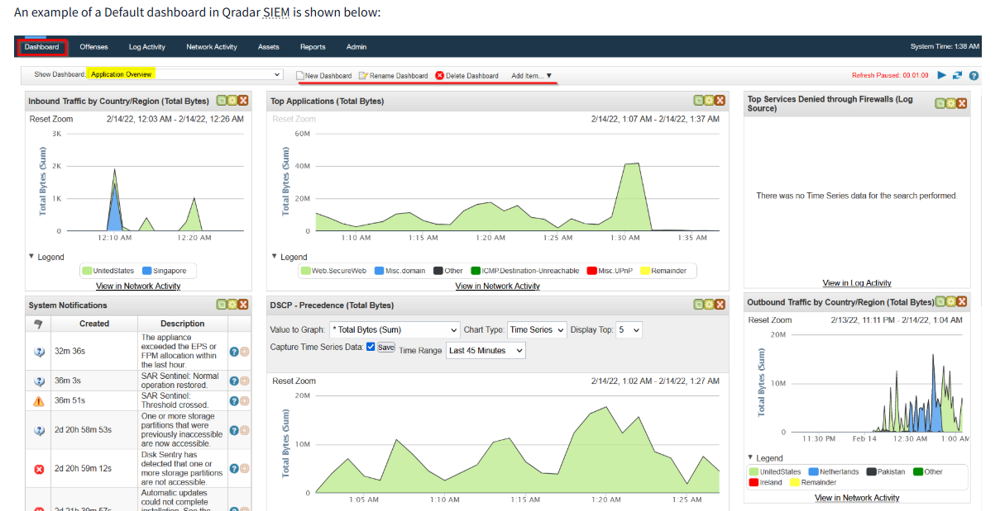 An example of a Default dashboard in Qradar SIEM is shown below:
Dashboard Offenses Log Activity Network Activity Assets Reports Admin System Time: 1:38 AM
Show Dashboard: Application Overview New Dashboard Rename Dashboard Delete Dashboard Add Item... ▼ Refresh Paused: 00:01:00
Inbound Traffic by Country/Region (Total Bytes)
Reset Zoom 2/14/22, 12:03 AM - 2/14/22, 12:26 AM
Total Bytes (Sum)
3K
2K
1K
0
12:10 AM 12:20 AM
▼ Legend
UnitedStates Singapore
View in Network Activity
Top Applications (Total Bytes)
Reset Zoom 2/14/22, 1:07 AM - 2/14/22, 1:37 AM
Total Bytes (Sum)
60M
40M
20M
0
1:10 AM 1:15 AM 1:20 AM 1:25 AM 1:30 AM 1:35 AM
▼ Legend
Web.SecureWeb Misc.domain Other ICMP.Destination-Unreachable Misc.UPnP Remainder
View in Network Activity
Top Services Denied through Firewalls (Log
Source)
There was no Time Series data for the search performed.
View in Log Activity
System Notifications
Created Description
32m 36s
The appliance
exceeded the EPS or
FPM allocation within
the last hour.
36m 3s
SAR Sentinel: Normal
operation restored.
36m 51s
SAR Sentinel:
Threshold crossed.
2d 20h 58m 53s
One or more storage
partitions that were
previously inaccessible
are now accessible.
2d 20h 59m 12s
Disk Sentry has
detected that one or
more storage partitions
are not accessible.
Automatic updates
could not complete
installation. See the
DSCP - Precedence (Total Bytes)
Value to Graph: * Total Bytes (Sum) Chart Type: Time Series Display Top: 5
Capture Time Series Data: Save Time Range Last 45 Minutes
Reset Zoom 2/14/22, 1:02 AM - 2/14/22, 1:27 AM
Total Bytes (Sum)
20M
10M
0
1:05 AM 1:10 AM 1:15 AM 1:20 AM 1:25 AM
Outbound Traffic by Country/Region (Total Bytes)
Reset Zoom 2/13/22, 11:11 PM - 2/14/22, 1:04 AM
Total Bytes (Sum)
20M
10M
0
11:30 PM Feb 14 12:30 AM 1:00 AM
▼ Legend
UnitedStates Netherlands Pakistan Other
Ireland Remainder
View in Network Activity